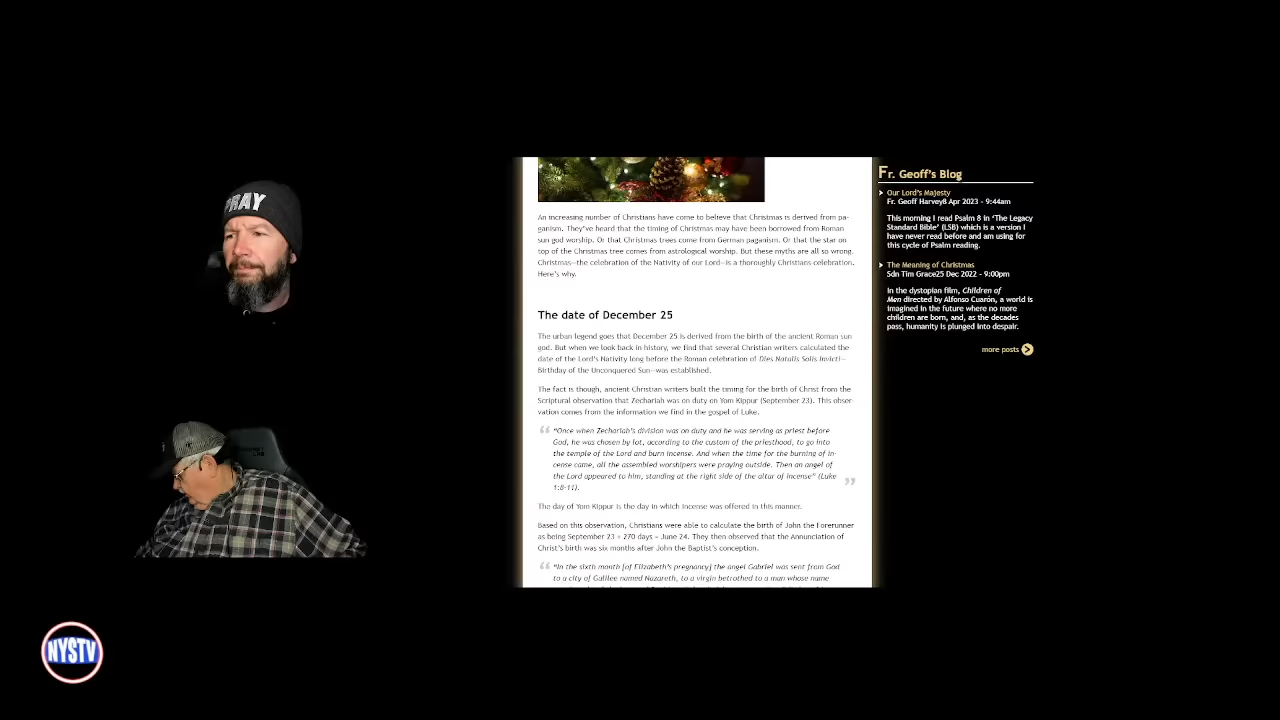 PRAY
An increasing number of Christians have come to believe that Christmas is derived from pa-
ganism. They've heard that the timing of Christmas may have been borrowed from Roman
sun god worship. Or that Christmas trees come from German paganism. Or that the star on
top of the Christmas tree comes from astrological worship. But these myths are all so wrong.
Christmas—the celebration of the Nativity of our Lord—is a thoroughly Christians celebration.
Here's why.
The date of December 25
The urban legend goes that December 25 is derived from the birth of the ancient Roman sun
god. But when we look back in history, we find that several Christian writers calculated the
date of the Lord's Nativity long before the Roman celebration of Dies Natalis Solis Invicti—
Birthday of the Unconquered Sun—was established.
The fact is though, ancient Christian writers built the timing for the birth of Christ from the
Scriptural observation that Zechariah was on duty on Yom Kippur (September 23). This obser-
vation comes from the information we find in the gospel of Luke.
"Once when Zechariah's division was on duty and he was serving as priest before
God, he was chosen by lot, according to the custom of the priesthood, to go into
the temple of the Lord and burn incense. And when the time for the burning of in-
cense came, all the assembled worshipers were praying outside. Then an angel of
the Lord appeared to him, standing at the right side of the altar of incense" (Luke
1:8-11).
The day of Yom Kippur is the day in which incense was offered in this manner.
Based on this observation, Christians were able to calculate the birth of John the Forerunner
as being September 23 + 270 days = June 24. They then observed that the Annunciation of
Christ's birth was six months after John the Baptist's conception.
"In the sixth month [of Elizabeth's pregnancy] the angel Gabriel was sent from God
to a city of Galilee named Nazareth, to a virgin betrothed to a man whose name
Fr. Geoff's Blog
Our Lord's Majesty
Fr. Geoff Harvey8 Apr 2023 - 9:44am
This morning I read Psalm 8 in 'The Legacy
Standard Bible' (LSB) which is a version I
have never read before and am using for
this cycle of Psalm reading.
The Meaning of Christmas
Sdn Tim Grace25 Dec 2022 - 9:00pm
In the dystopian film, Children of
Men directed by Alfonso Cuarón, a world is
imagined in the future where no more
children are born, and, as the decades
pass, humanity is plunged into despair.
more posts
NYSTV